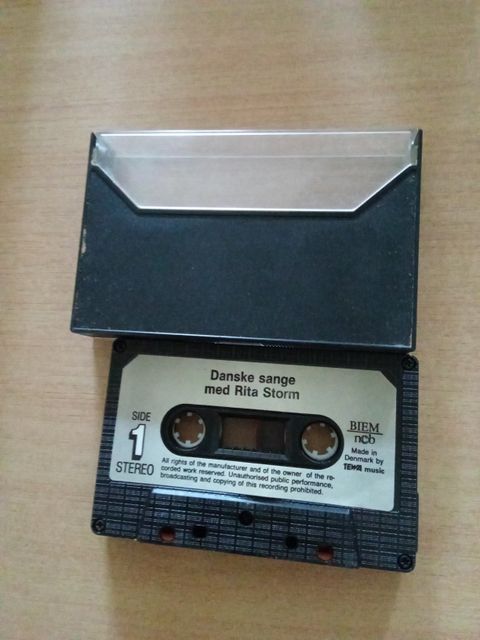 Danske sange
med Rita Storm
SIDE
1
STEREO
BIEM
ncb
Made in
Denmark by
TEWA music
All rights of the manufacturer and of the owner of the re-
corded work reserved. Unauthorised public performance,
broadcasting and copying of this recording prohibited.